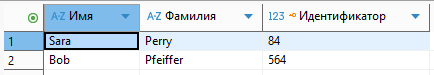 A-Z Имя A-Z Фамилия 123 Идентификатор
1 Sara Perry 84
2 Bob Pfeiffer 564